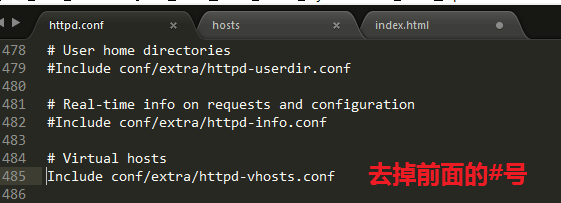 httpd.conf × hosts × index.html
478 # User home directories
479 #Include conf/extra/httpd-userdir.conf
480
481 # Real-time info on requests and configuration
482 #Include conf/extra/httpd-info.conf
483
484 # Virtual hosts
485 Include conf/extra/httpd-vhosts.conf 去掉前面的#号
486